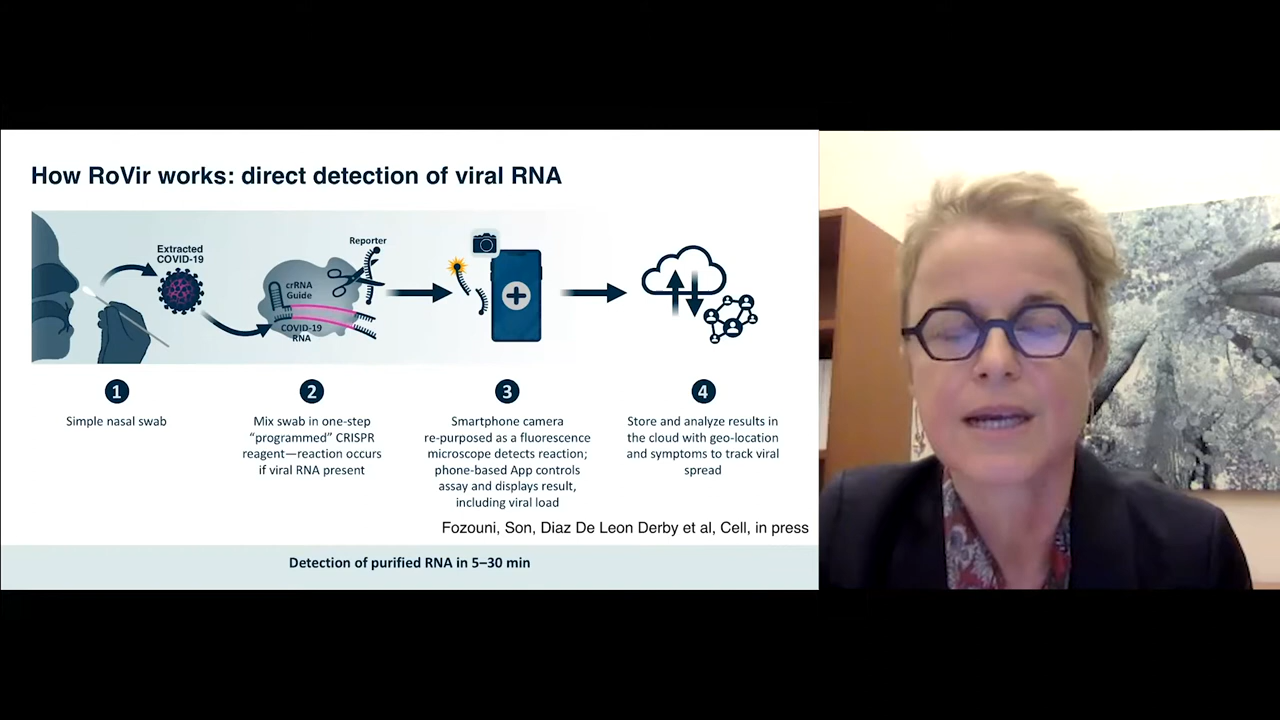 How RoVir works: direct detection of viral RNA
Extracted
COVID-19
crRNA
Guide
COVID-19
RNA
Reporter
1
Simple nasal swab
2
Mix swab in one-step
“programmed” CRISPR
reagent—reaction occurs
if viral RNA present
3
Smartphone camera
re-purposed as a fluorescence
microscope detects reaction;
phone-based App controls
assay and displays result,
including viral load
4
Store and analyze results in
the cloud with geo-location
and symptoms to track viral
spread
Fozouni, Son, Diaz De Leon Derby et al, Cell, in press
Detection of purified RNA in 5–30 min